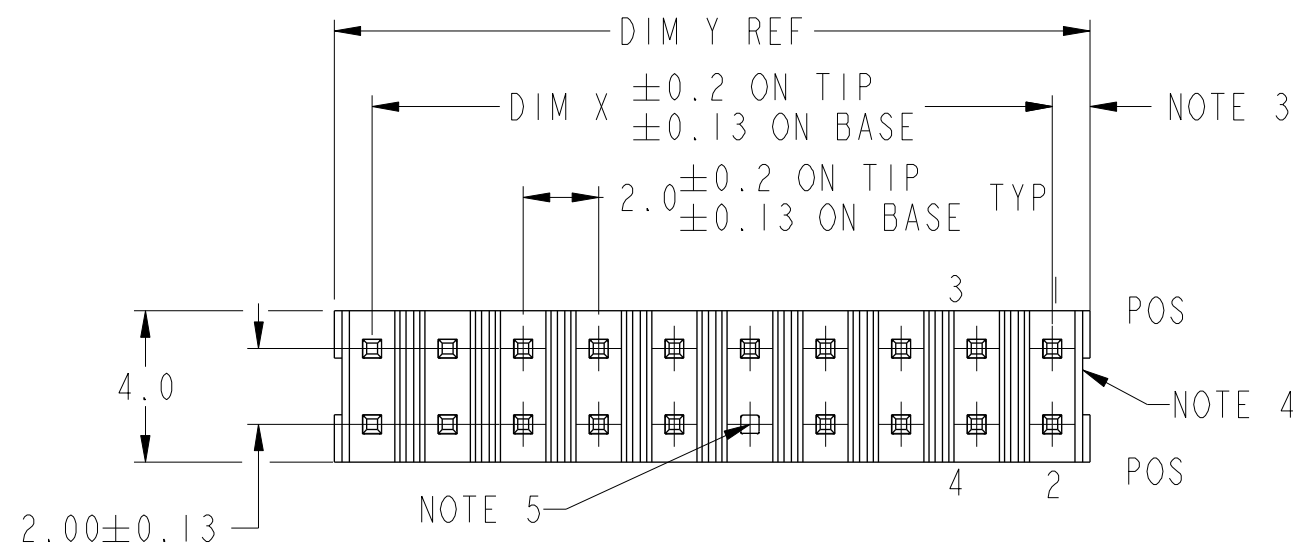 DIM Y REF
DIM X ±0.2 ON TIP
±0.13 ON BASE
NOTE 3
2.0 ±0.2 ON TIP
±0.13 ON BASE
TYP
3 1 POS
4.0
NOTE 4
4 2 POS
NOTE 5
2.00±0.13